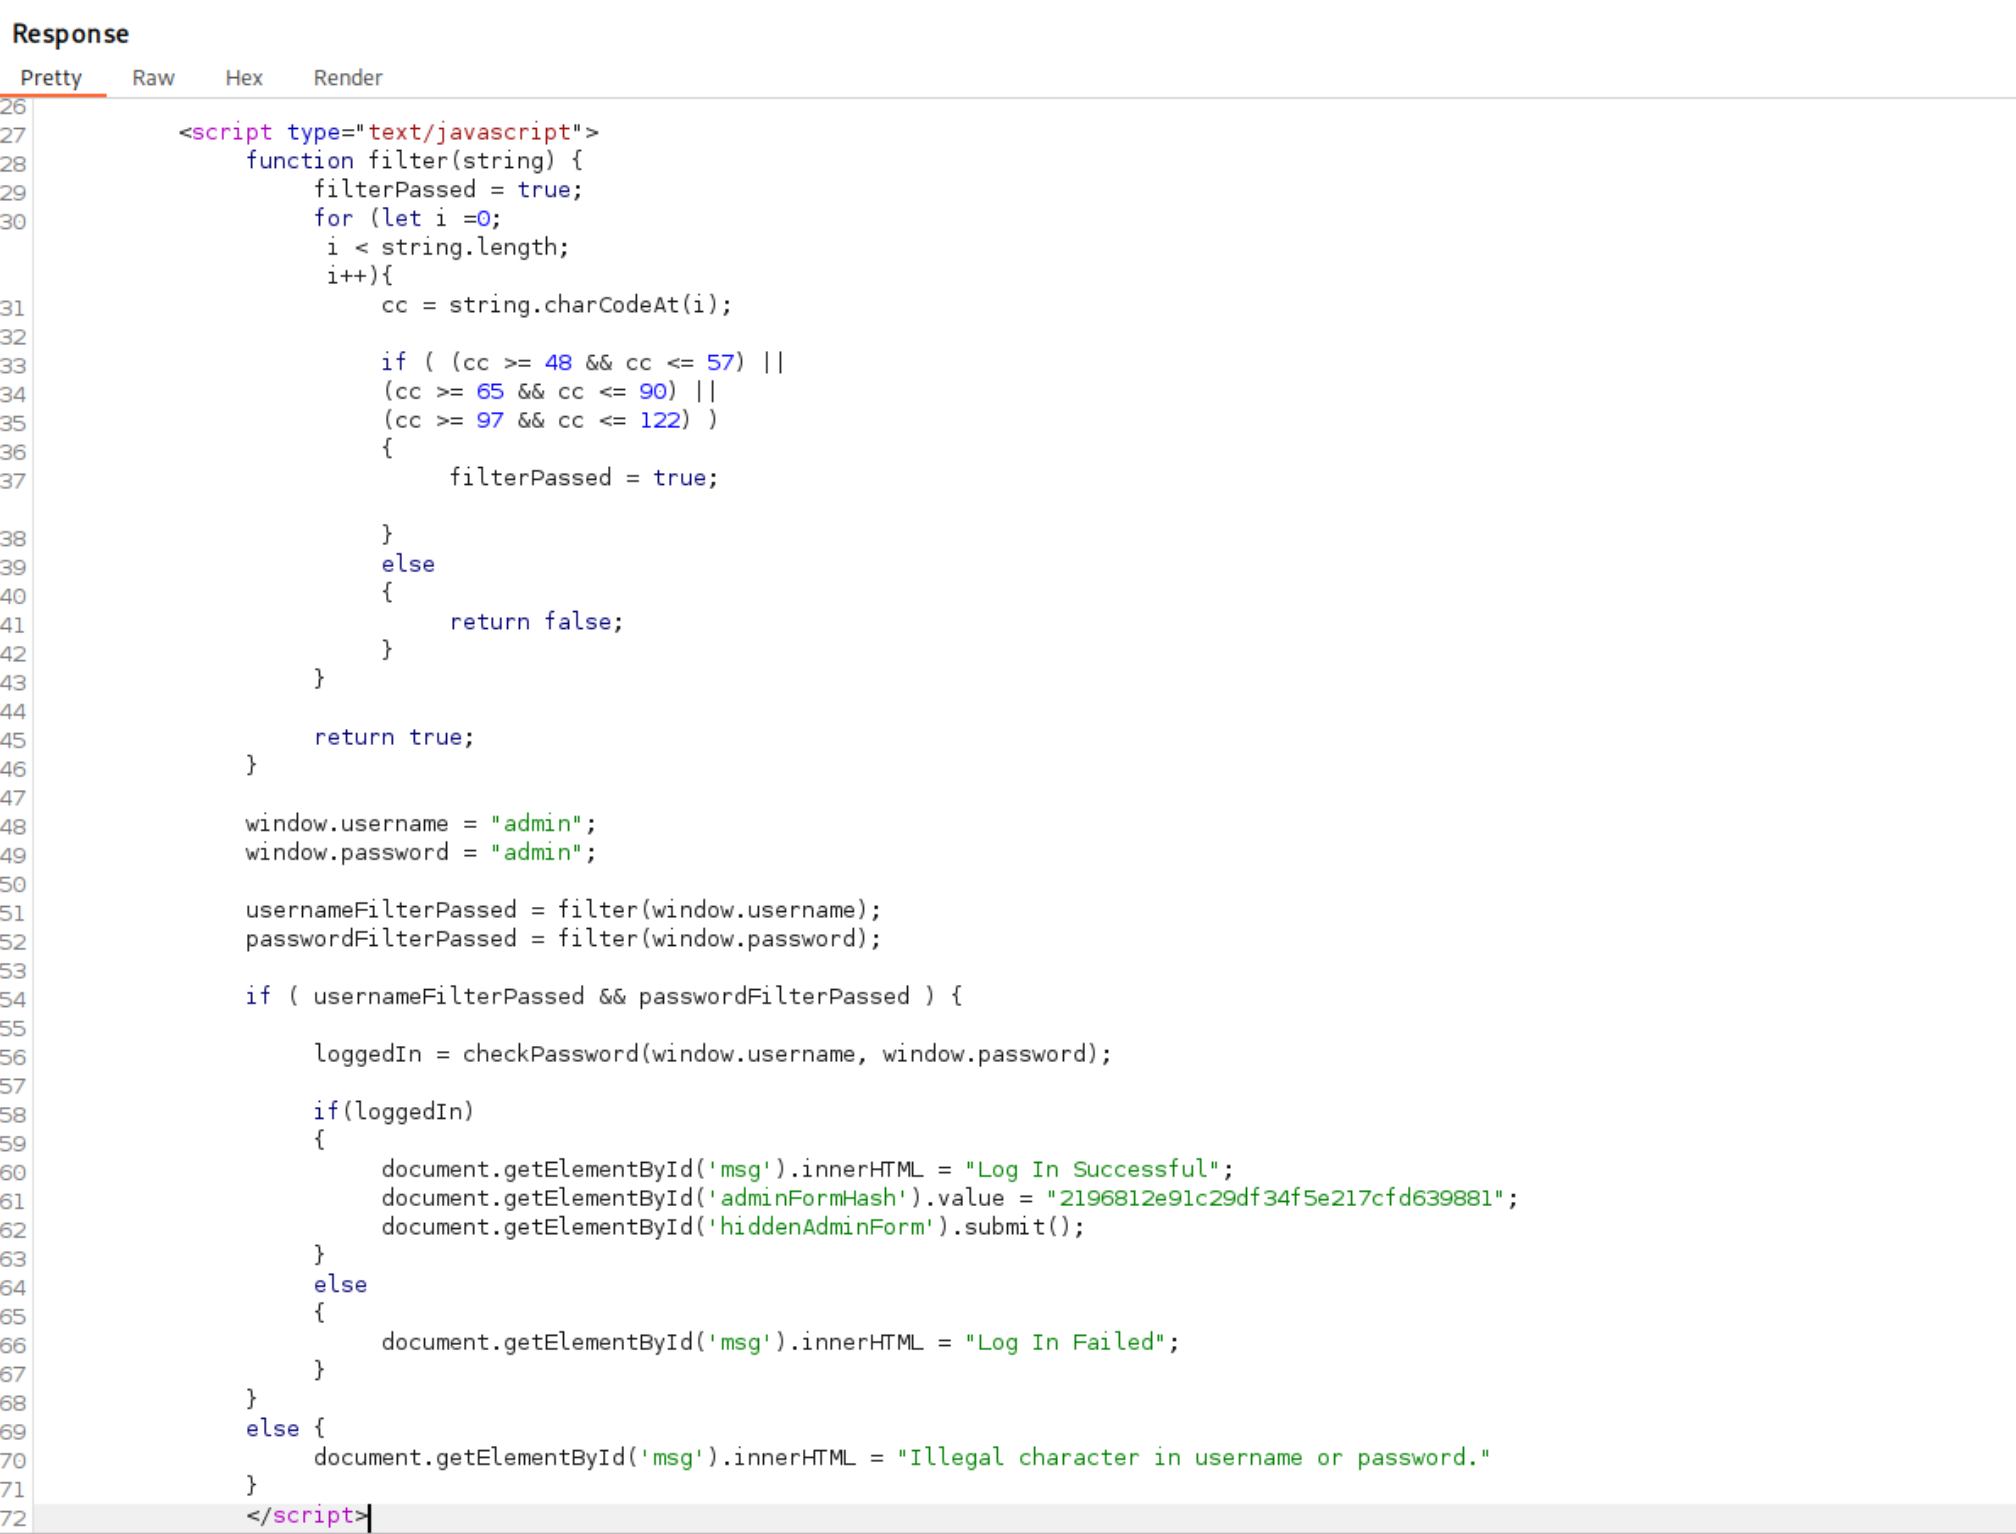 Response
Pretty Raw Hex Render
26
27 <script type="text/javascript">
28 function filter(string) {
29 filterPassed = true;
30 for (let i =0;
i < string.length;
i++){
31 cc = string.charCodeAt(i);
32
33 if ( (cc >= 48 && cc <= 57) ||
34 (cc >= 65 && cc <= 90) ||
35 (cc >= 97 && cc <= 122) )
36 {
37 filterPassed = true;
38 }
39 else
40 {
41 return false;
42 }
43 }
44
45 return true;
46 }
47
48 window.username = "admin";
49 window.password = "admin";
50
51 usernameFilterPassed = filter(window.username);
52 passwordFilterPassed = filter(window.password);
53
54 if ( usernameFilterPassed && passwordFilterPassed ) {
55
56 loggedIn = checkPassword(window.username, window.password);
57
58 if(loggedIn)
59 {
60 document.getElementById('msg').innerHTML = "Log In Successful";
61 document.getElementById('adminFormHash').value = "2196812e91c29df34f5e217cfd639881";
62 document.getElementById('hiddenAdminForm').submit();
63 }
64 else
65 {
66 document.getElementById('msg').innerHTML = "Log In Failed";
67 }
68 }
69 else {
70 document.getElementById('msg').innerHTML = "Illegal character in username or password."
71 }
72 </script>